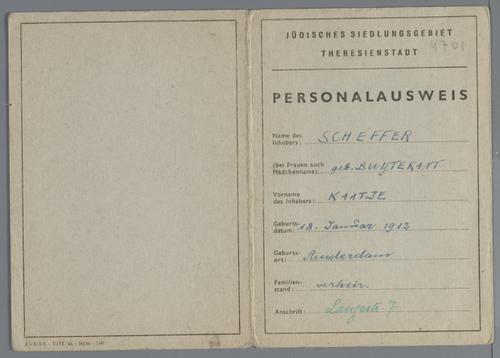 JÜDISCHES SIEDLUNGSGEBIET
THERESIENSTADT
4701
PERSONALAUSWEIS
Name des
Inhabers: SCHEFFER
(bei Frauen auch
Mädchenname): geb. BUYTEKANT
Vorname
des Inhabers: KAATJE
Geburts-
datum: 18. Januar 1912
Geburts-
ort: Amsterdam
Familien-
stand: verheir.
Anschrift: Langestr. 7